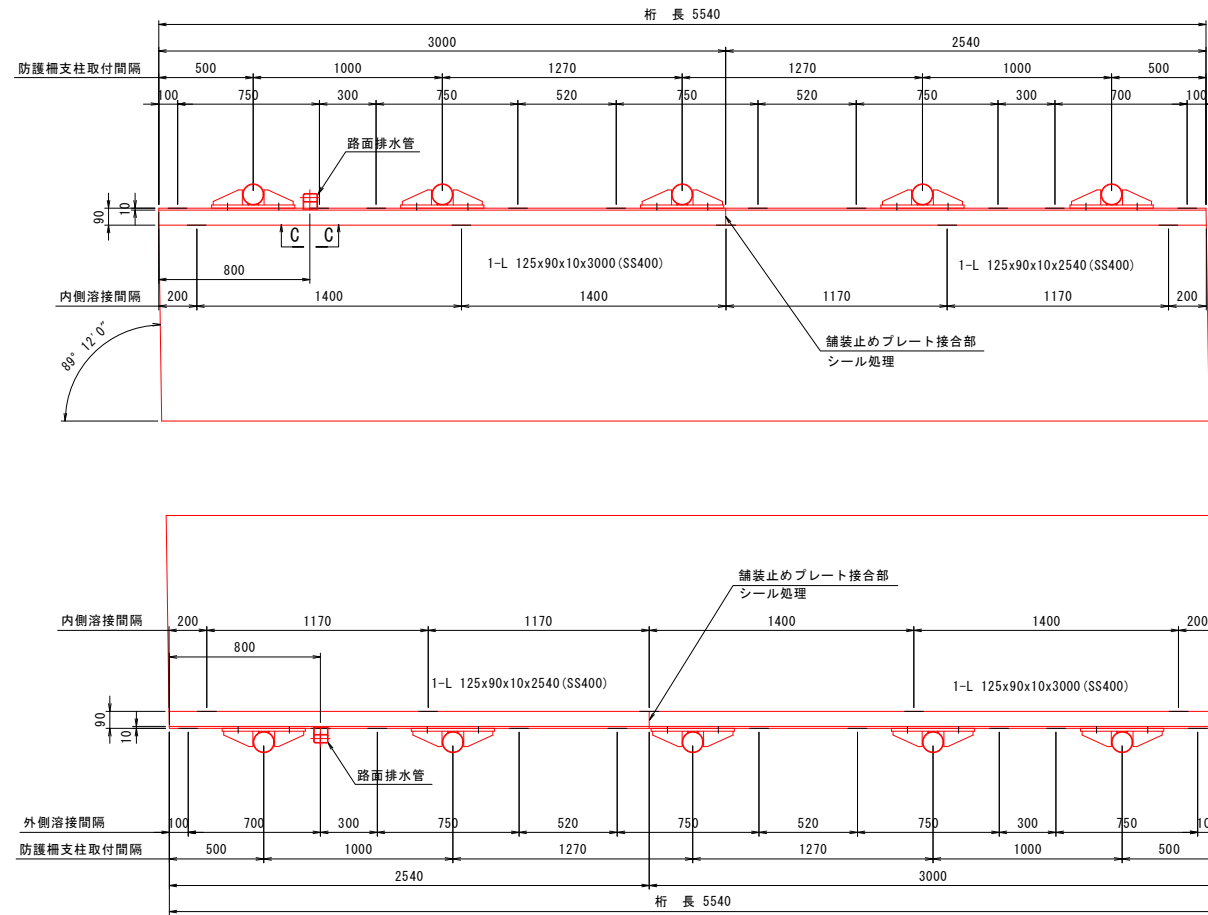 桁 長 5540
3000 2540
防護柵支柱取付間隔 500 1000 1270 1270 1000 500
100 750 300 750 520 750 520 750 300 700 100
路面排水管
90 10
C C
800
1-L 125x90x10x3000(SS400) 1-L 125x90x10x2540(SS400)
内側溶接間隔 200 1400 1400 1170 1170 200
89° 12'0"
舗装止めプレート接合部
シール処理
舗装止めプレート接合部
シール処理
内側溶接間隔 200 1170 1170 1400 1400 200
800
1-L 125x90x10x2540(SS400) 1-L 125x90x10x3000(SS400)
90 10
路面排水管
外側溶接間隔 100 700 300 750 520 750 520 750 300 750 10
防護柵支柱取付間隔 500 1000 1270 1270 1000 500
2540 3000
桁 長 5540